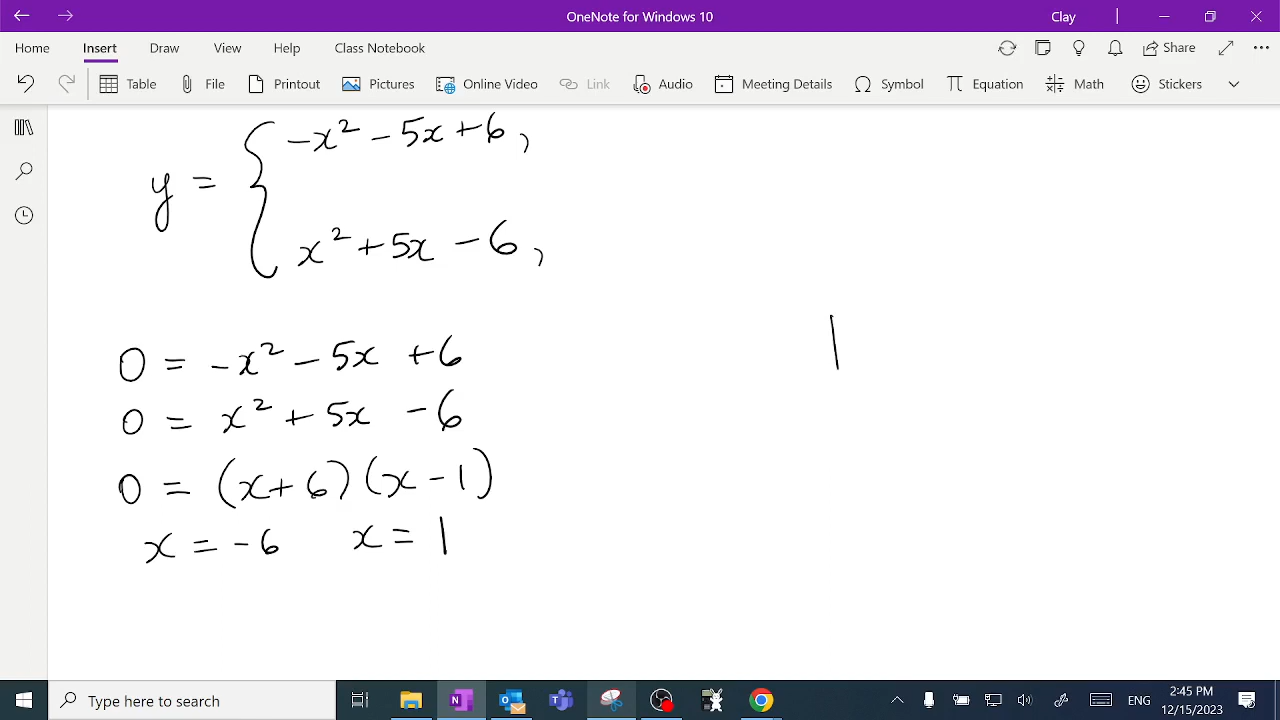 OneNote for Windows 10
Clay
Home Insert Draw View Help Class Notebook
Share
Table File Printout Pictures Online Video Link Audio Meeting Details Symbol Equation Math Stickers
y = { -x² - 5x + 6 ,
x² + 5x - 6 ,
0 = -x² - 5x + 6
0 = x² + 5x - 6
0 = (x + 6)(x - 1)
x = -6 x = 1
|
Type here to search
ENG
2:45 PM
12/15/2023